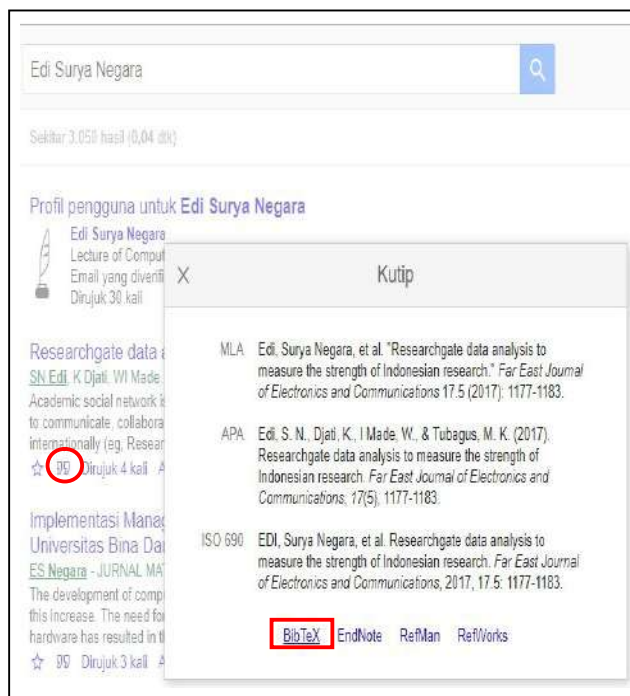 Edi Surya Negara
Sekitar 3.050 hasil (0,04 dtk)
Profil pengguna untuk Edi Surya Negara
Edi Surya Negara
Lecture of Comput
Email yang diverifi
Dirujuk 30 kali
Researchgate data a
SN Edi, K Djati, WI Made
Academic social network is
to communicate, collabora
internationally (eg, Resear
Dirujuk 4 kali A
Implementasi Manag
Universitas Bina Da
ES Negara - JURNAL MA
The development of comp
this increase. The need fo
hardware has resulted in t
Dirujuk 3 kali A
X Kutip
MLA Edi, Surya Negara, et al. "Researchgate data analysis to
measure the strength of Indonesian research." Far East Journal
of Electronics and Communications 17.5 (2017): 1177-1183.
APA Edi, S. N., Djati, K., I Made, W., & Tubagus, M. K. (2017).
Researchgate data analysis to measure the strength of
Indonesian research. Far East Journal of Electronics and
Communications, 17(5), 1177-1183.
ISO 690 EDI, Surya Negara, et al. Researchgate data analysis to
measure the strength of Indonesian research. Far East Journal
of Electronics and Communications, 2017, 17.5: 1177-1183.
BibTeX EndNote RefMan RefWorks